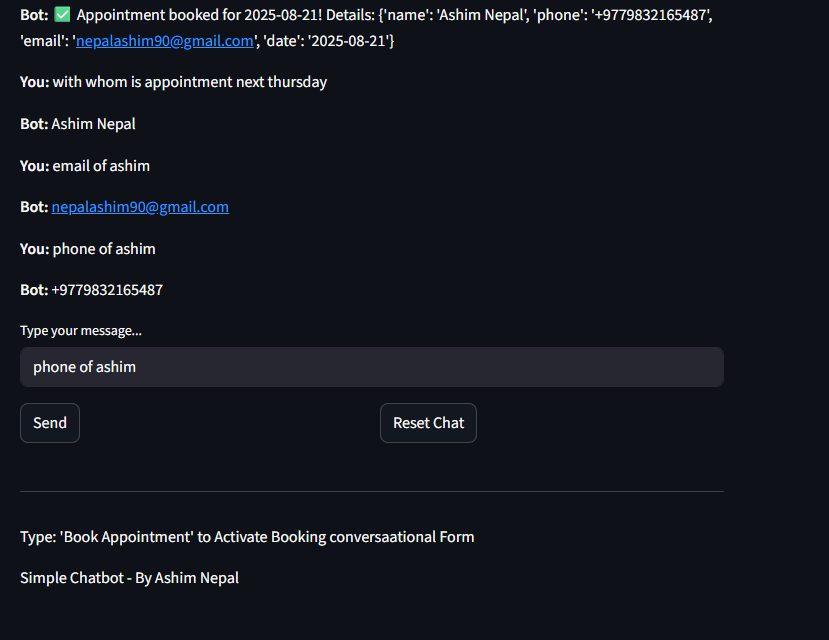 Bot: ✅ Appointment booked for 2025-08-21! Details: {'name': 'Ashim Nepal', 'phone': '+9779832165487',
'email': 'nepalashim90@gmail.com', 'date': '2025-08-21'}
You: with whom is appointment next thursday
Bot: Ashim Nepal
You: email of ashim
Bot: nepalashim90@gmail.com
You: phone of ashim
Bot: +9779832165487
Type your message...
phone of ashim
Send Reset Chat
Type: 'Book Appointment' to Activate Booking conversaational Form
Simple Chatbot - By Ashim Nepal